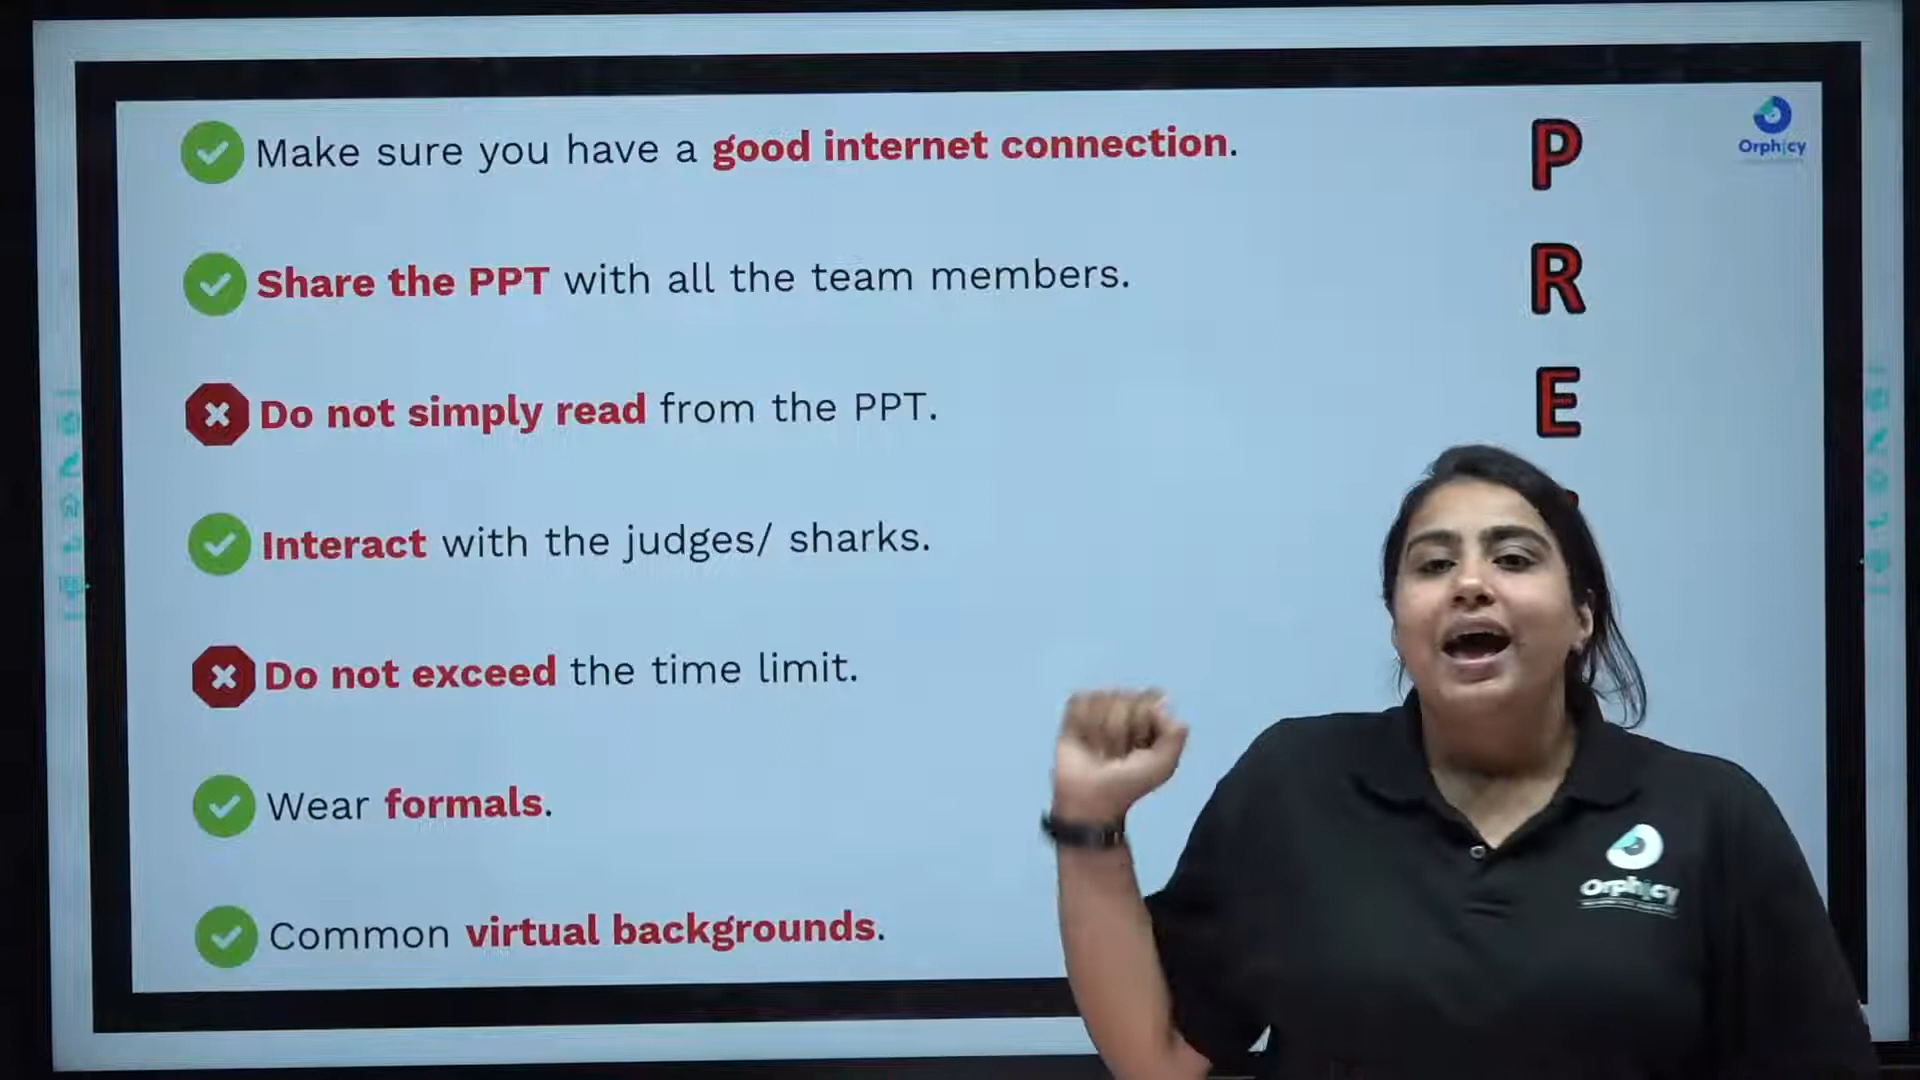 Make sure you have a good internet connection.
Share the PPT with all the team members.
Do not simply read from the PPT.
Interact with the judges/ sharks.
Do not exceed the time limit.
Wear formals.
Common virtual backgrounds.
P
R
E
Orphicy
Orphicy